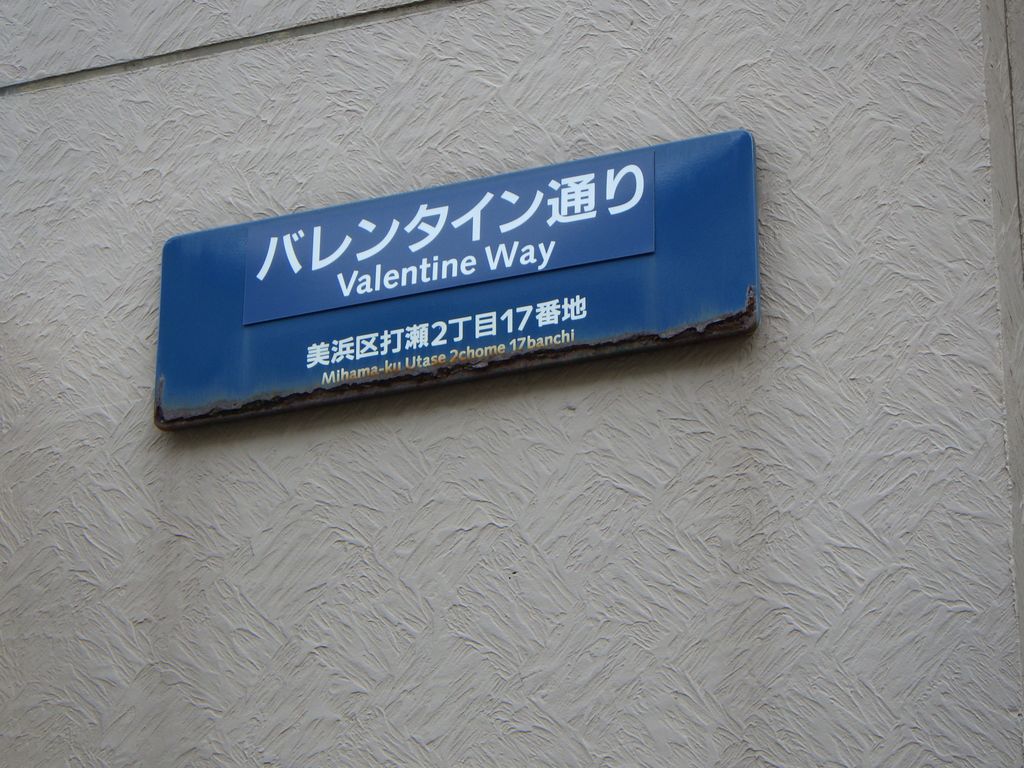 バレンタイン通り
Valentine Way
美浜区打瀬2丁目17番地
Mihama-ku Utase 2chome 17banchi